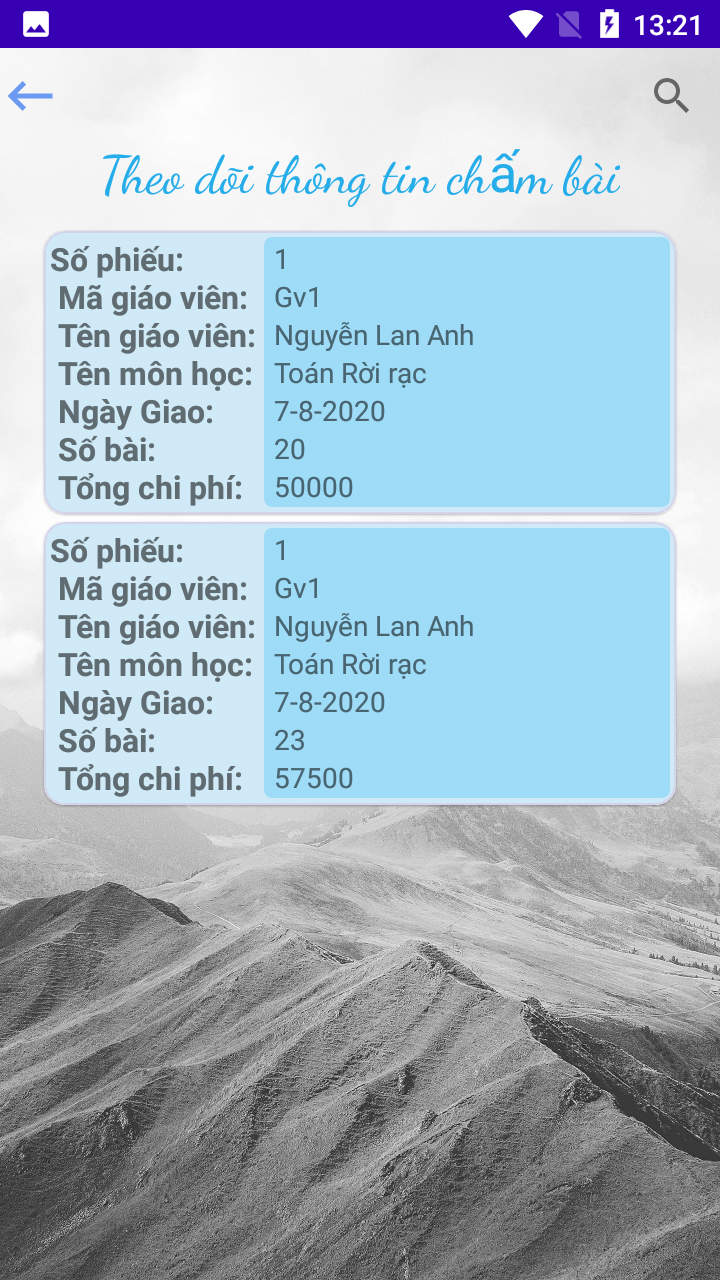 13:21
Theo dõi thông tin chấm bài
Số phiếu: 1
Mã giáo viên: Gv1
Tên giáo viên: Nguyễn Lan Anh
Tên môn học: Toán Rời rạc
Ngày Giao: 7-8-2020
Số bài: 20
Tổng chi phí: 50000
Số phiếu: 1
Mã giáo viên: Gv1
Tên giáo viên: Nguyễn Lan Anh
Tên môn học: Toán Rời rạc
Ngày Giao: 7-8-2020
Số bài: 23
Tổng chi phí: 57500